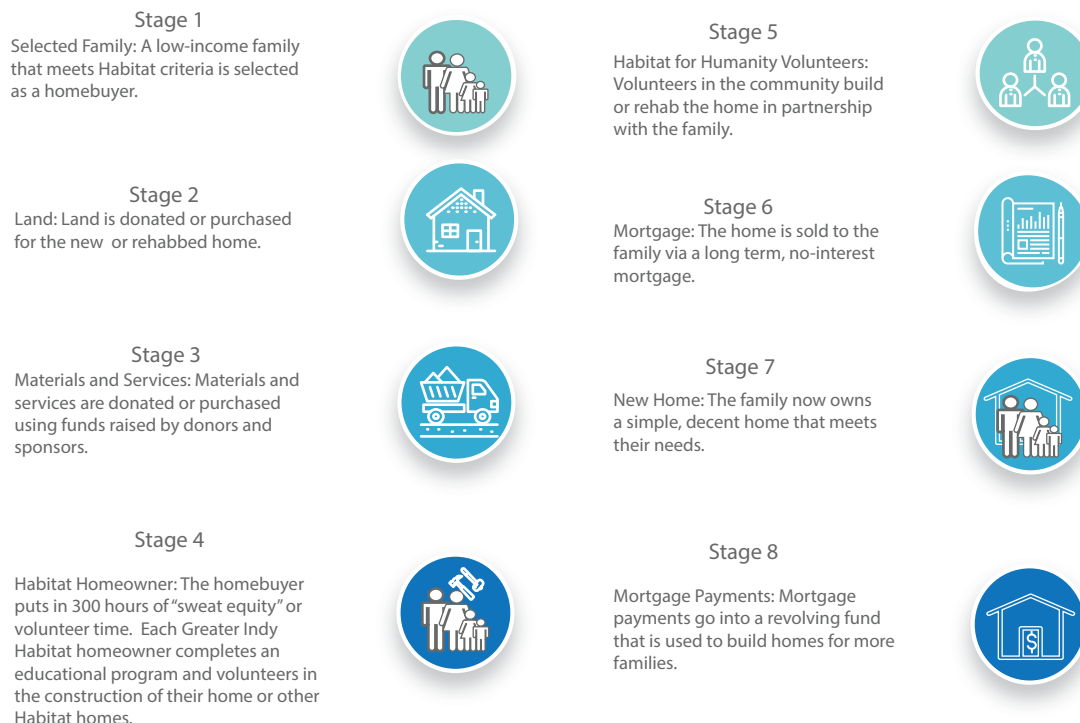 Stage 1
Selected Family: A low-income family
that meets Habitat criteria is selected
as a homebuyer.
Stage 2
Land: Land is donated or purchased
for the new or rehabbed home.
Stage 3
Materials and Services: Materials and
services are donated or purchased
using funds raised by donors and
sponsors.
Stage 4
Habitat Homeowner: The homebuyer
puts in 300 hours of “sweat equity” or
volunteer time. Each Greater Indy
Habitat homeowner completes an
educational program and volunteers in
the construction of their home or other
Habitat homes.
Stage 5
Habitat for Humanity Volunteers:
Volunteers in the community build
or rehab the home in partnership
with the family.
Stage 6
Mortgage: The home is sold to the
family via a long term, no-interest
mortgage.
Stage 7
New Home: The family now owns
a simple, decent home that meets
their needs.
Stage 8
Mortgage Payments: Mortgage
payments go into a revolving fund
that is used to build homes for more
families.
$